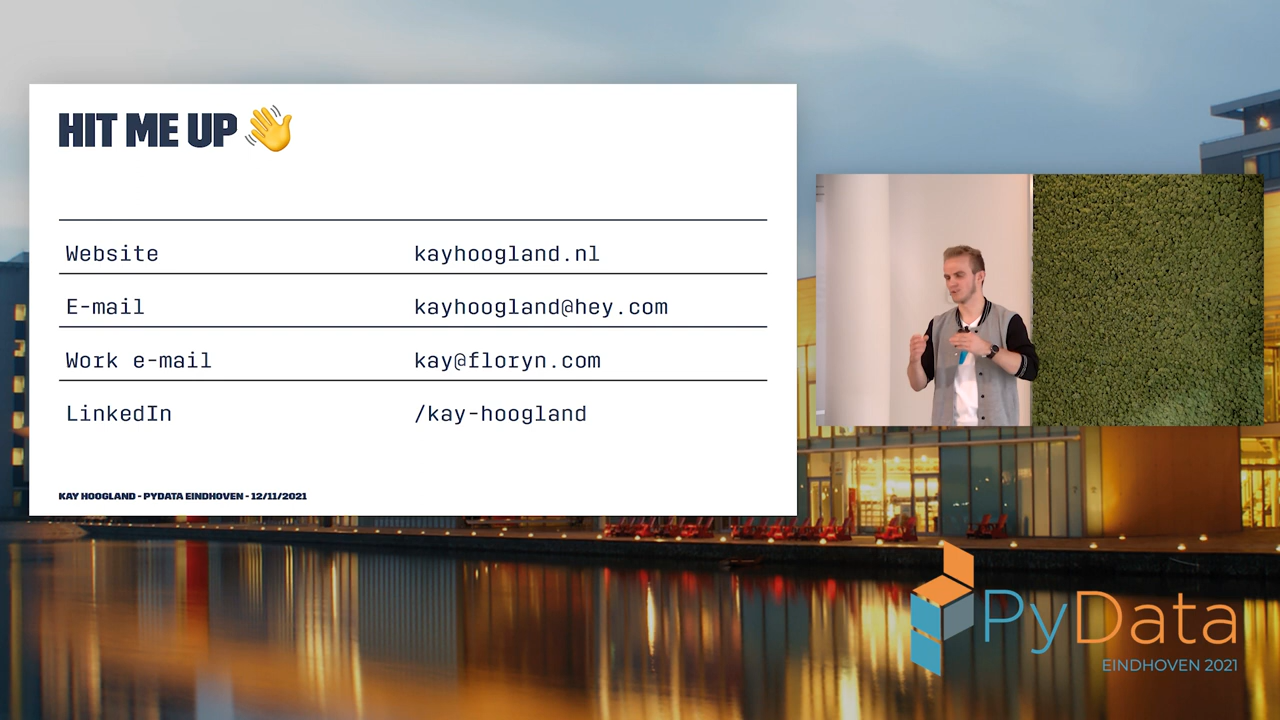 HIT ME UP 👋
Website kayhoogland.nl
E-mail kayhoogland@hey.com
Work e-mail kay@floryn.com
LinkedIn /kay-hoogland
KAY HOOGLAND - PYDATA EINDHOVEN - 12/11/2021
PyData
EINDHOVEN 2021